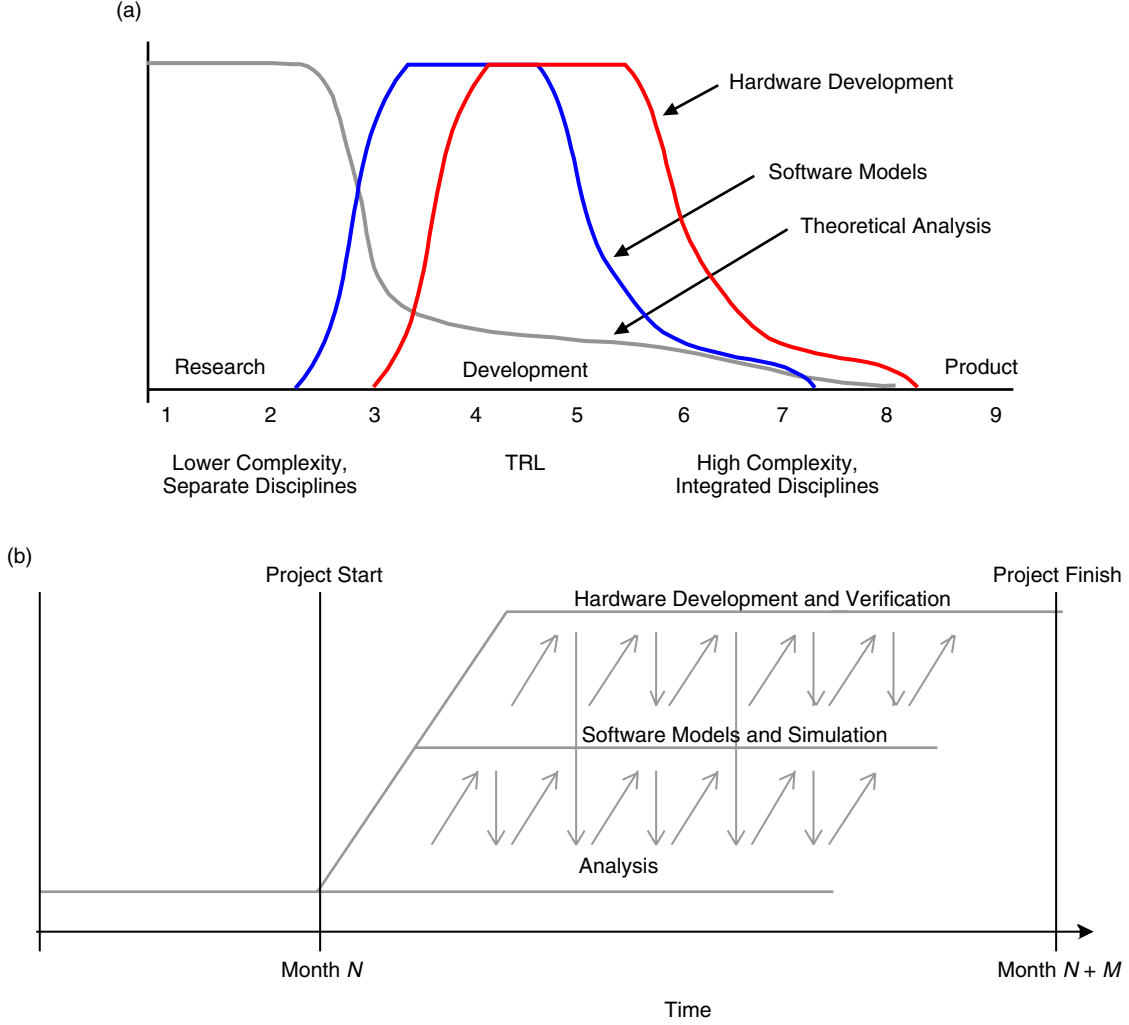 (a)
Hardware Development
Software Models
Theoretical Analysis
Research
Development
Product
1 2 3 4 5 6 7 8 9
Lower Complexity,
Separate Disciplines
TRL
High Complexity,
Integrated Disciplines
(b)
Project Start
Project Finish
Hardware Development and Verification
Software Models and Simulation
Analysis
Month N
Month N + M
Time